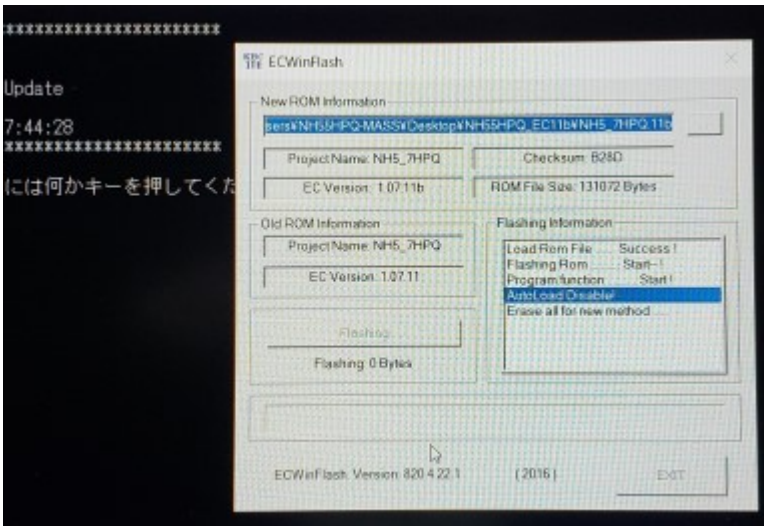 ***********************
Update
7:44:28
***********************
には何かキーを押してくだ
ECWinFlash
New ROM Information
sers¥NH55HPQ-MASS¥Desktop¥NH55HPQ_EC11b¥NH5_7HPQ.11b
Project Name: NH5_7HPQ
Checksum: B28D
EC Version: 1.07.11b
ROM File Size: 131072 Bytes
Old ROM Information
Project Name: NH5_7HPQ
EC Version: 1.07.11
Flashing Information
Load Rom File ..... Success !
Flashing Rom ..... Start--!
Program function ..... Start !
AutoLoad Disable!
Erase all for new method .....
Flashing...
Flashing: 0 Bytes
ECWinFlash. Version: 820.4.22.1
( 2016 )
EXIT